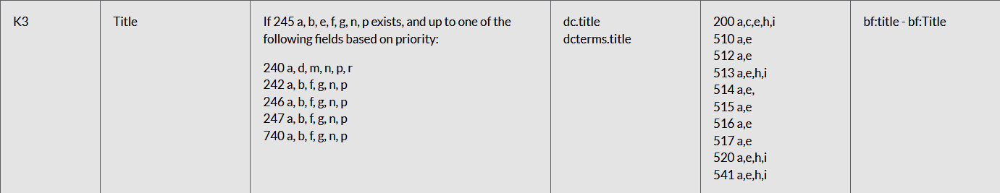 K3
Title
If 245 a, b, e, f, g, n, p exists, and up to one of the
following fields based on priority:
240 a, d, m, n, p, r
242 a, b, f, g, n, p
246 a, b, f, g, n, p
247 a, b, f, g, n, p
740 a, b, f, g, n, p
dc.title
dcterms.title
200 a,c,e,h,i
510 a,e
512 a,e
513 a,e,h,i
514 a,e,
515 a,e
516 a,e
517 a,e
520 a,e,h,i
541 a,e,h,i
bf:title - bf:Title